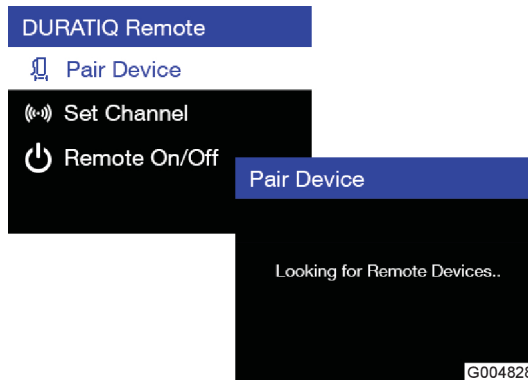 DURATIQ Remote
Pair Device
Set Channel
Remote On/Off
Pair Device
Looking for Remote Devices..
G004828